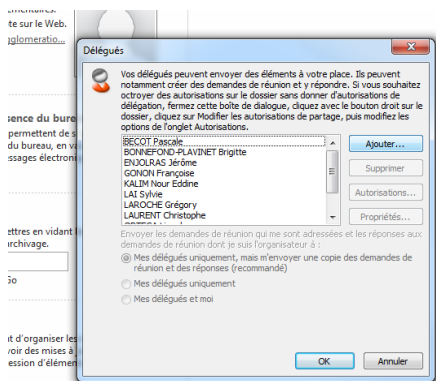 te sur le Web.
gglomeratio...
Délégués
Vos délégués peuvent envoyer des éléments à votre place. Ils peuvent
notamment créer des demandes de réunion et y répondre. Si vous souhaitez
octroyer des autorisations sur le dossier sans donner d'autorisations de
délégation, fermez cette boîte de dialogue, cliquez avec le bouton droit sur le
dossier, cliquez sur Modifier les autorisations de partage, puis modifiez les
options de l'onglet Autorisations.
sence du bure
permettent de s
du bureau, en va
essages électroni
BECOT Pascale
BONNEFOND-PLAVINET Brigitte
ENJOLRAS Jérôme
GONON Françoise
KALIM Nour Eddine
LAI Sylvie
LAROCHE Grégory
LAURENT Christophe
Ajouter...
Supprimer
Autorisations...
Propriétés...
ettres en vidant l
archivage.
Go
Envoyer les demandes de réunion qui me sont adressées et les réponses aux
demandes de réunion dont je suis l'organisateur à :
Mes délégués uniquement, mais m'envoyer une copie des demandes de
réunion et des réponses (recommandé)
Mes délégués uniquement
Mes délégués et moi
t d'organiser les
voir des mises à
ession d'élémen
OK
Annuler